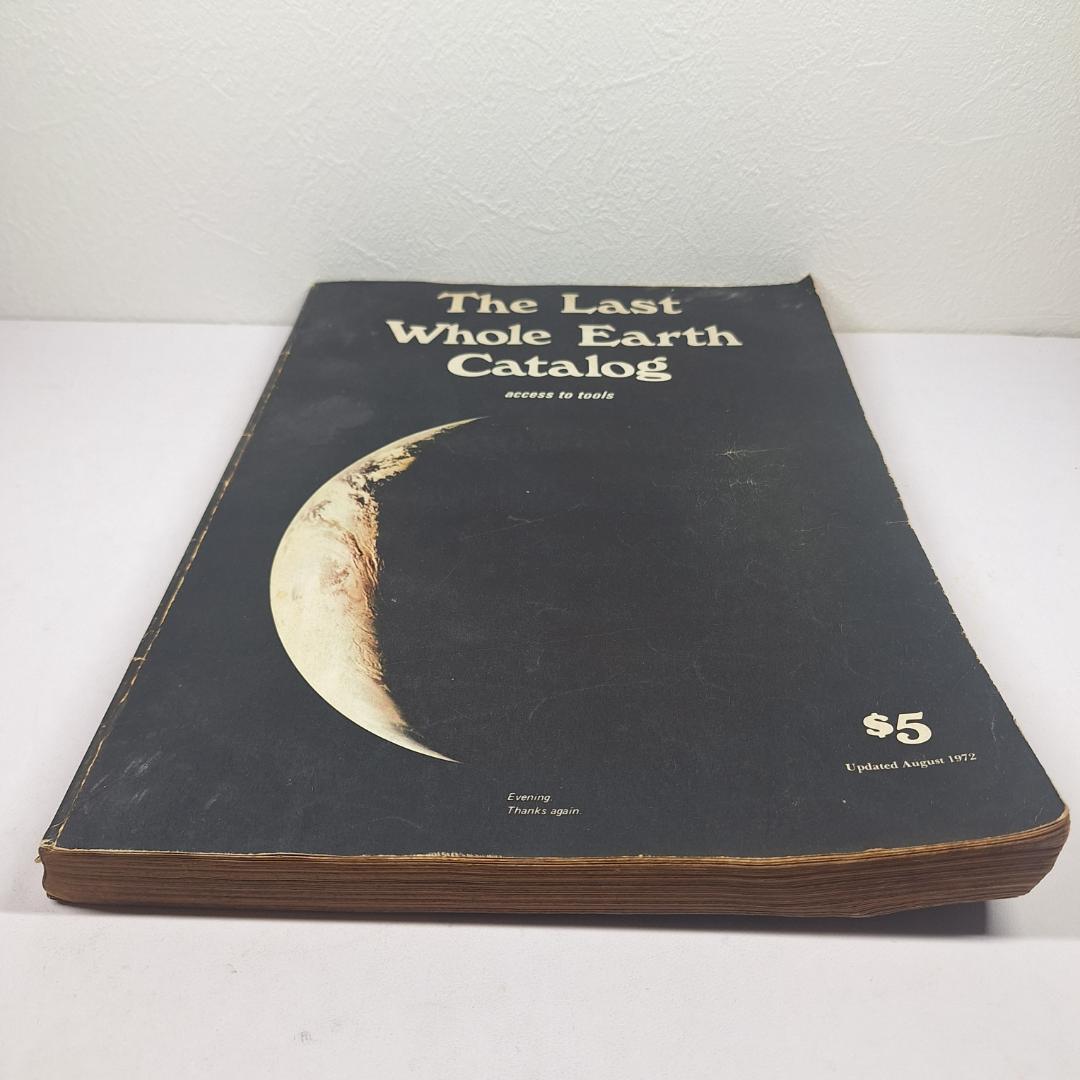 The Last
Whole Earth
Catalog
access to tools
$5
Updated August 1972
Evening.
Thanks again.